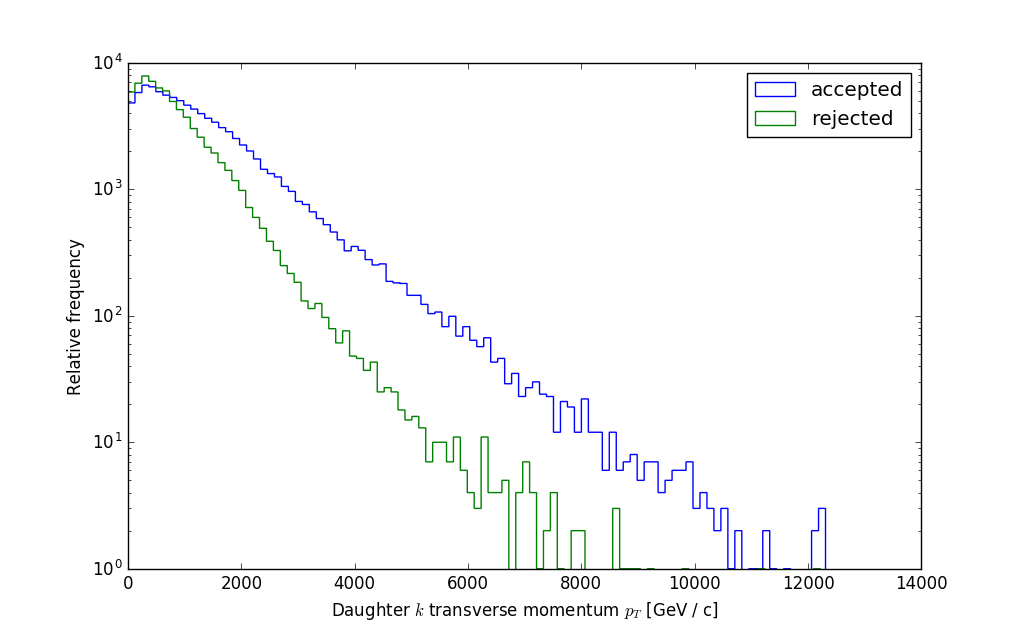 accepted
rejected
10^4
10^3
10^2
10^1
10^0
Relative frequency
0 2000 4000 6000 8000 10000 12000 14000
Daughter k transverse momentum p_T [GeV / c]